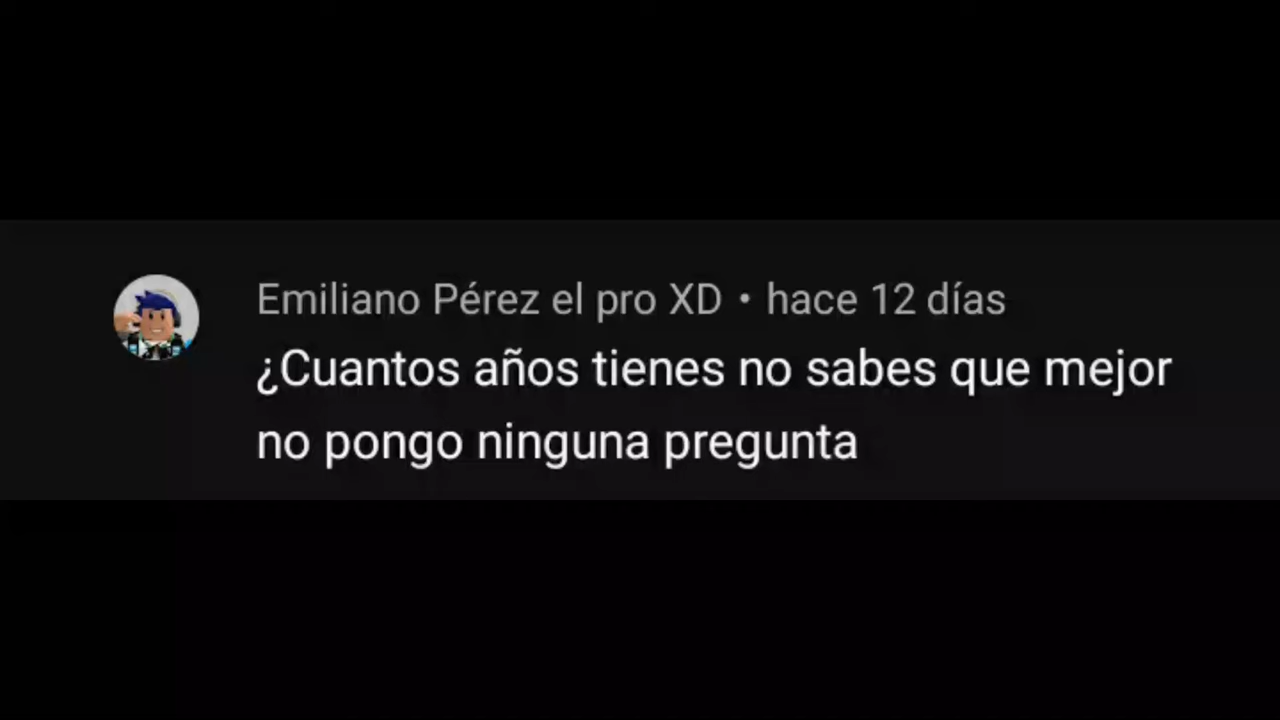 Emiliano Pérez el pro XD • hace 12 días
¿Cuantos años tienes no sabes que mejor
no pongo ninguna pregunta